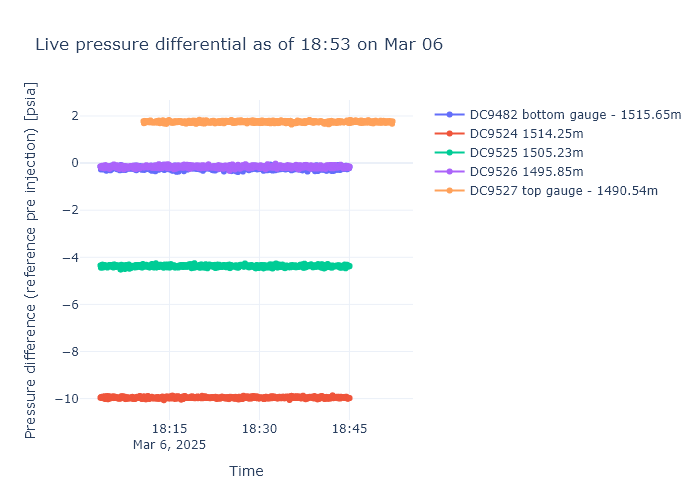 Live pressure differential as of 18:53 on Mar 06
Pressure difference (reference pre injection) [psia]
2
0
−2
−4
−6
−8
−10
18:15
18:30
18:45
Mar 6, 2025
Time
DC9482 bottom gauge - 1515.65m
DC9524 1514.25m
DC9525 1505.23m
DC9526 1495.85m
DC9527 top gauge - 1490.54m